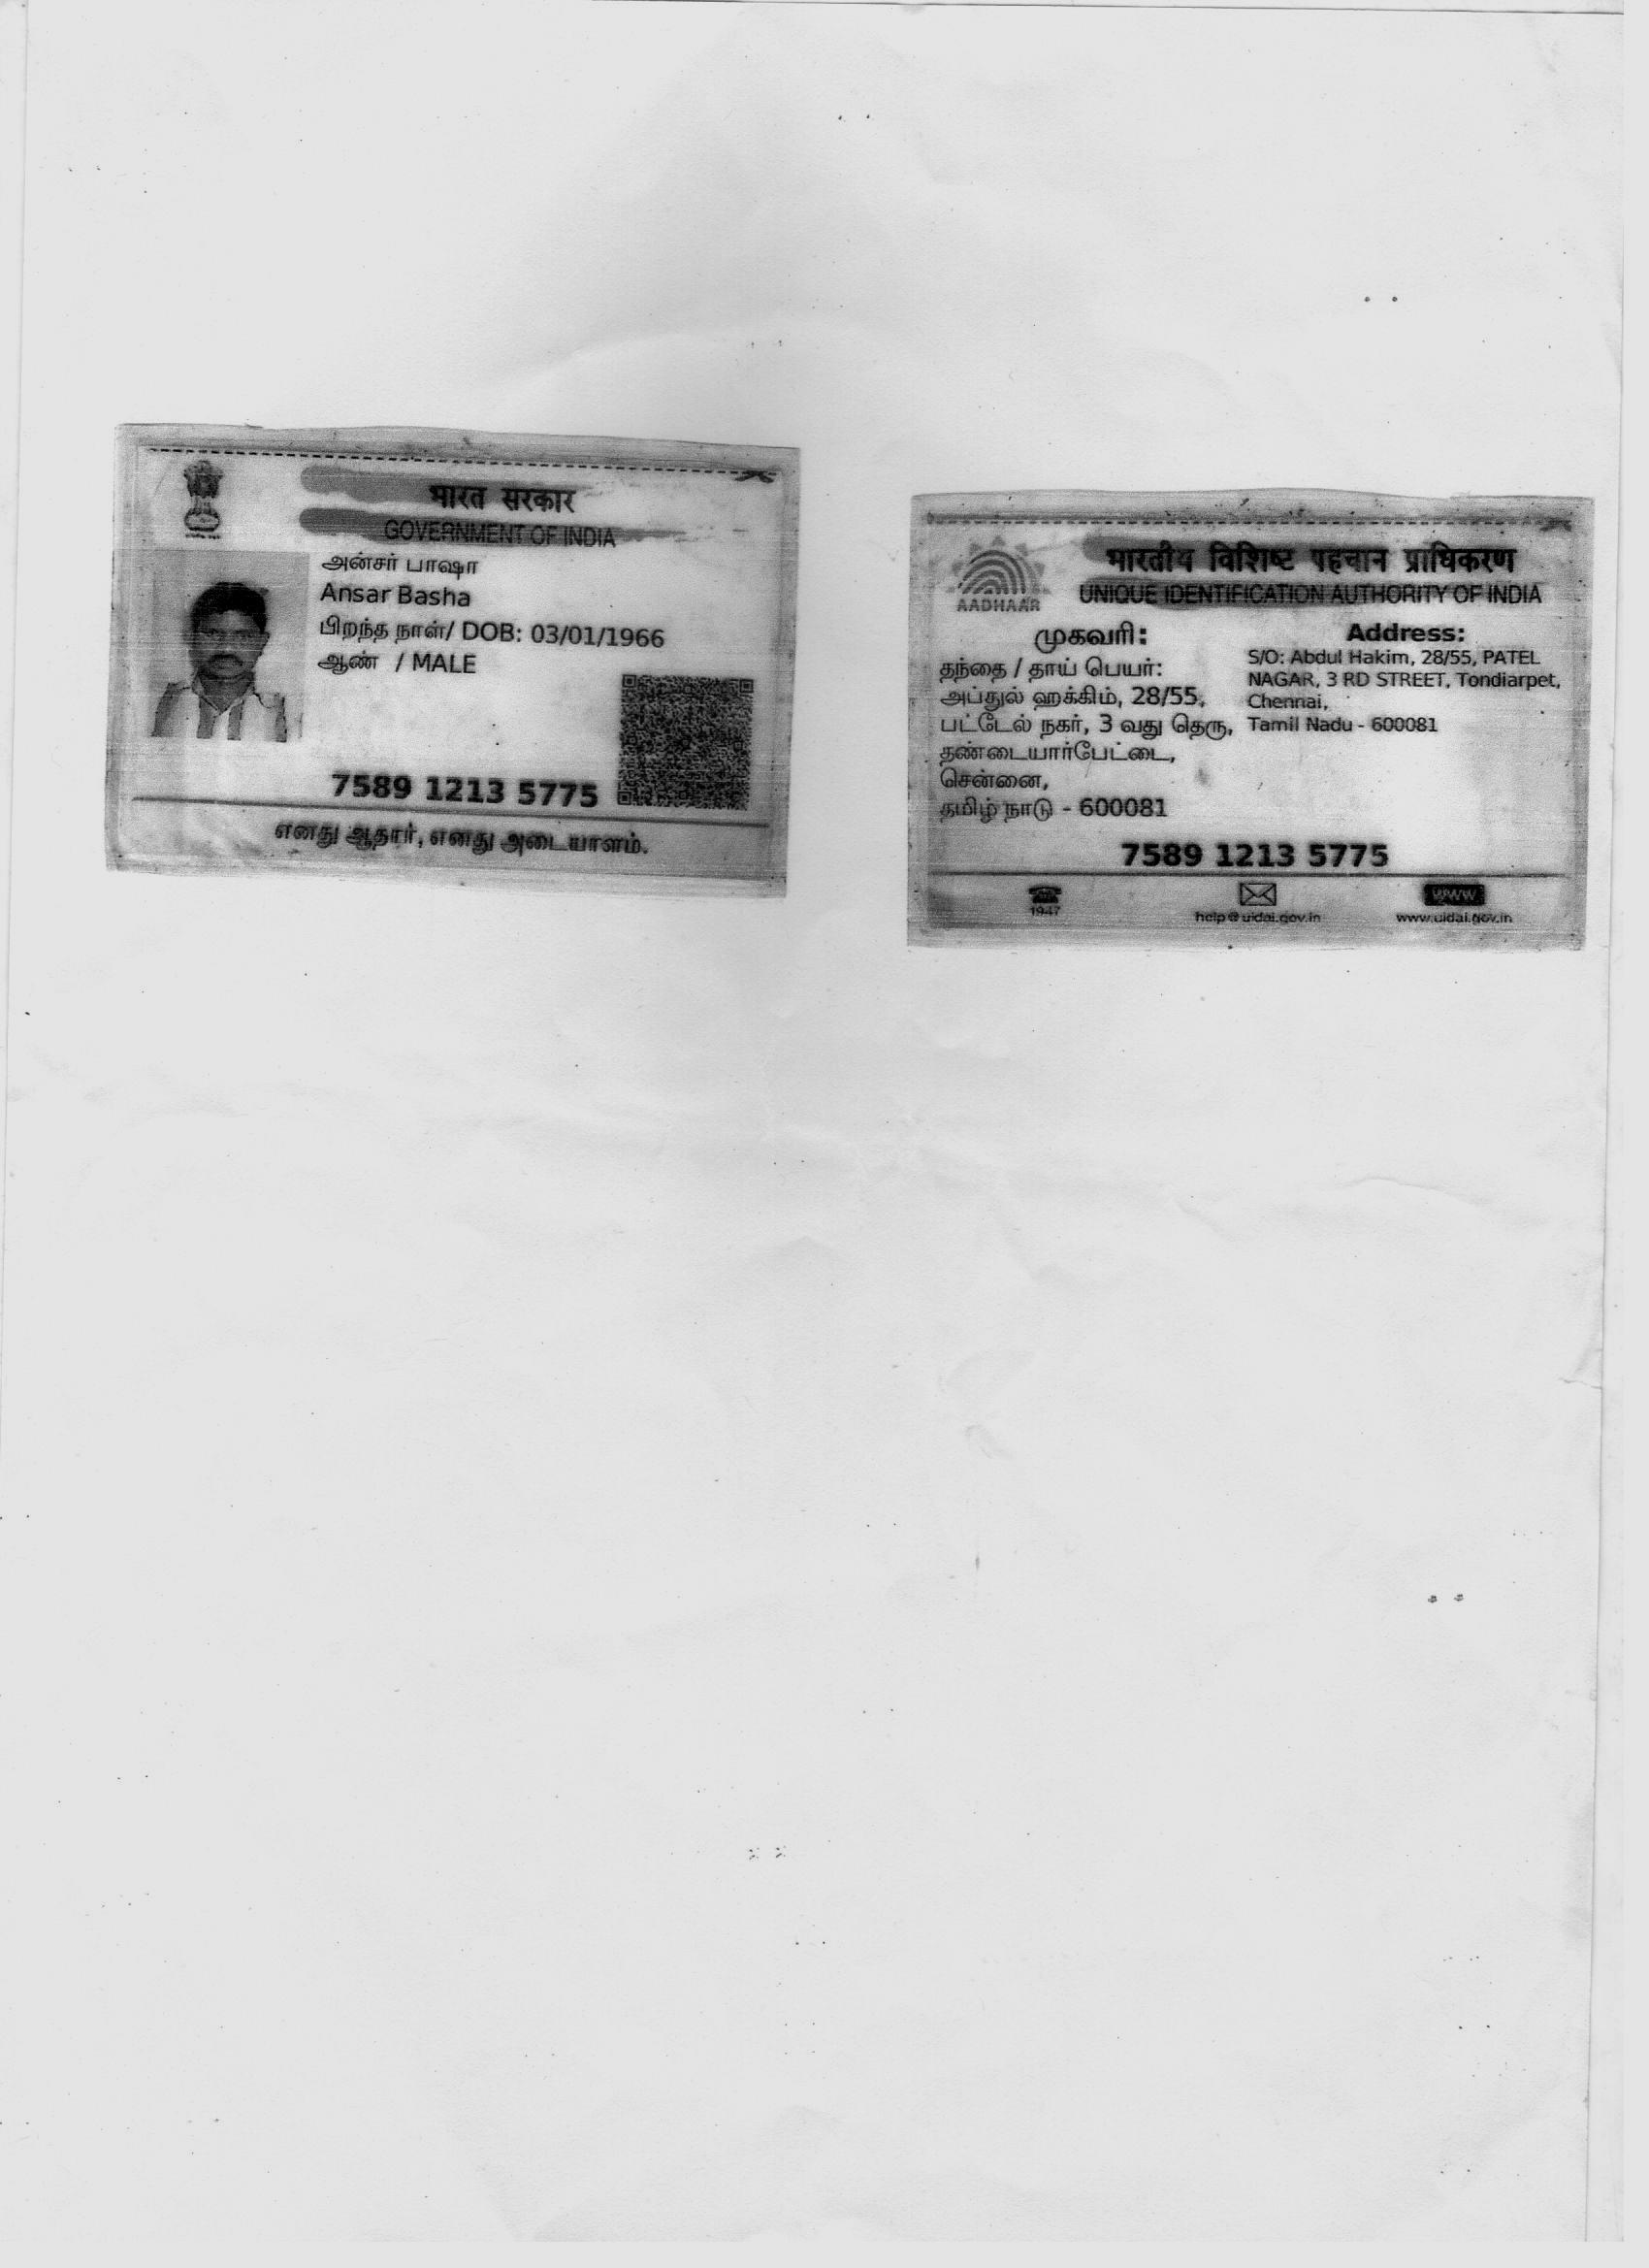 भारत सरकार
GOVERNMENT OF INDIA
அன்சர் பாஷா
Ansar Basha
பிறந்த நாள்/ DOB: 03/01/1966
ஆண் / MALE
7589 1213 5775
எனது ஆதார், எனது அடையாளம்.
भारतीय विशिष्ट पहचान प्राधिकरण
UNIQUE IDENTIFICATION AUTHORITY OF INDIA
AADHAAR
முகவரி:
தந்தை / தாய் பெயர்:
அப்துல் ஹக்கிம், 28/55,
பட்டேல் நகர், 3 வது தெரு,
தண்டையார்பேட்டை,
சென்னை,
தமிழ் நாடு - 600081
Address:
S/O: Abdul Hakim, 28/55, PATEL
NAGAR, 3 RD STREET, Tondiarpet,
Chennai,
Tamil Nadu - 600081
7589 1213 5775
1947
help@uidai.gov.in
www
www.uidai.gov.in